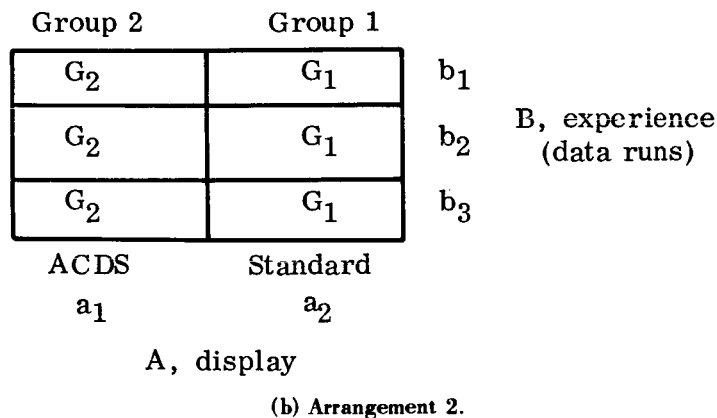 Group 2 Group 1
G2 G1 b1
G2 G1 b2
B, experience
(data runs)
G2 G1 b3
ACDS Standard
a1 a2
A, display
(b) Arrangement 2.